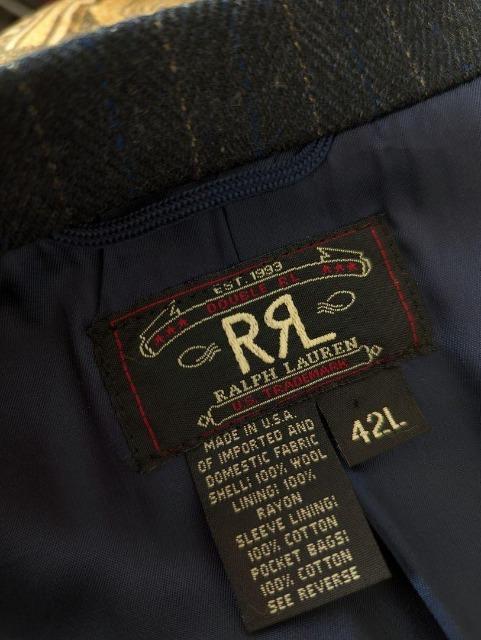 EST. 1993
DOUBLE RL
RRL
RALPH LAUREN
U.S. TRADEMARK
42L
MADE IN U.S.A.
OF IMPORTED AND
DOMESTIC FABRIC
SHELL: 100% WOOL
LINING: 100%
RAYON
SLEEVE LINING:
100% COTTON
POCKET BAGS:
100% COTTON
SEE REVERSE